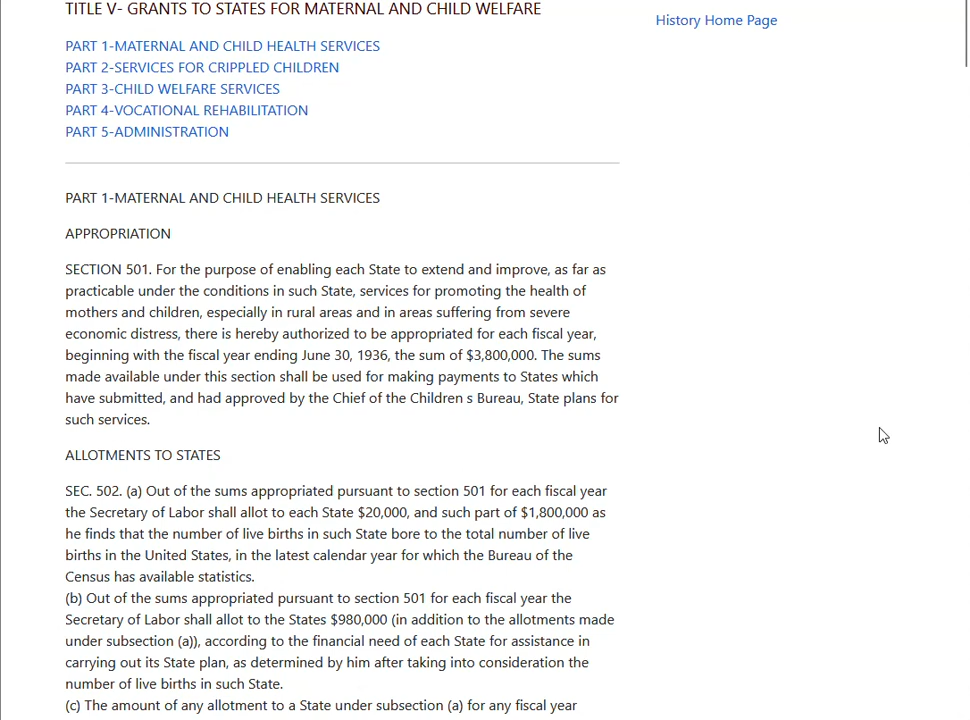 TITLE V- GRANTS TO STATES FOR MATERNAL AND CHILD WELFARE
History Home Page
PART 1-MATERNAL AND CHILD HEALTH SERVICES
PART 2-SERVICES FOR CRIPPLED CHILDREN
PART 3-CHILD WELFARE SERVICES
PART 4-VOCATIONAL REHABILITATION
PART 5-ADMINISTRATION
PART 1-MATERNAL AND CHILD HEALTH SERVICES
APPROPRIATION
SECTION 501. For the purpose of enabling each State to extend and improve, as far as
practicable under the conditions in such State, services for promoting the health of
mothers and children, especially in rural areas and in areas suffering from severe
economic distress, there is hereby authorized to be appropriated for each fiscal year,
beginning with the fiscal year ending June 30, 1936, the sum of $3,800,000. The sums
made available under this section shall be used for making payments to States which
have submitted, and had approved by the Chief of the Children s Bureau, State plans for
such services.
ALLOTMENTS TO STATES
SEC. 502. (a) Out of the sums appropriated pursuant to section 501 for each fiscal year
the Secretary of Labor shall allot to each State $20,000, and such part of $1,800,000 as
he finds that the number of live births in such State bore to the total number of live
births in the United States, in the latest calendar year for which the Bureau of the
Census has available statistics.
(b) Out of the sums appropriated pursuant to section 501 for each fiscal year the
Secretary of Labor shall allot to the States $980,000 (in addition to the allotments made
under subsection (a)), according to the financial need of each State for assistance in
carrying out its State plan, as determined by him after taking into consideration the
number of live births in such State.
(c) The amount of any allotment to a State under subsection (a) for any fiscal year